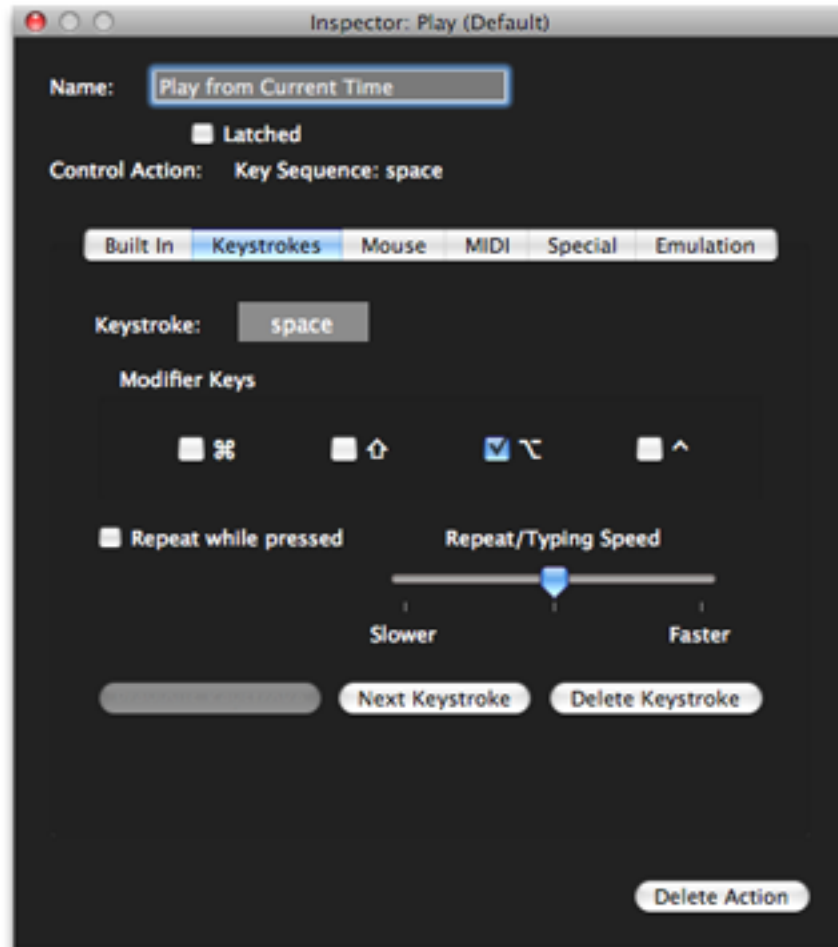 Inspector: Play (Default)
Name: Play from Current Time
Latched
Control Action: Key Sequence: space
Built In Keystrokes Mouse MIDI Special Emulation
Keystroke: space
Modifier Keys
⌘ ⇧ ⌥ ^
Repeat while pressed Repeat/Typing Speed
Slower Faster
Next Keystroke Delete Keystroke
Delete Action